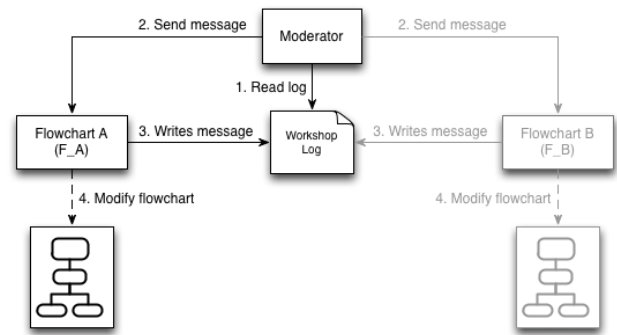 2. Send message
Moderator
2. Send message
1. Read log
Flowchart A
(F_A)
3. Writes message
Workshop
Log
3. Writes message
Flowchart B
(F_B)
4. Modify flowchart
4. Modify flowchart